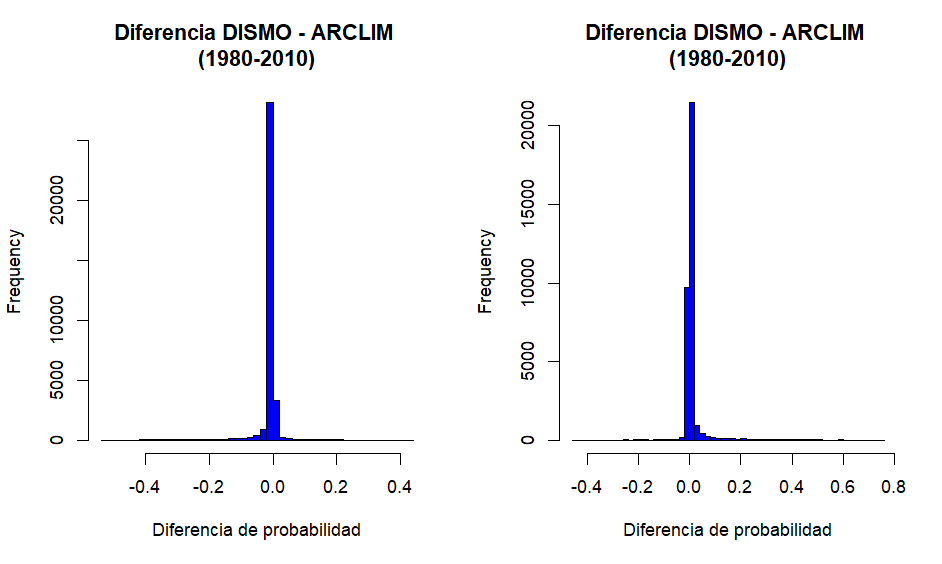 Diferencia DISMO - ARCLIM
(1980-2010)
Frequency
20000
10000
5000
0
-0.4 -0.2 0.0 0.2 0.4
Diferencia de probabilidad
Diferencia DISMO - ARCLIM
(1980-2010)
Frequency
20000
15000
10000
5000
0
-0.4 -0.2 0.0 0.2 0.4 0.6 0.8
Diferencia de probabilidad